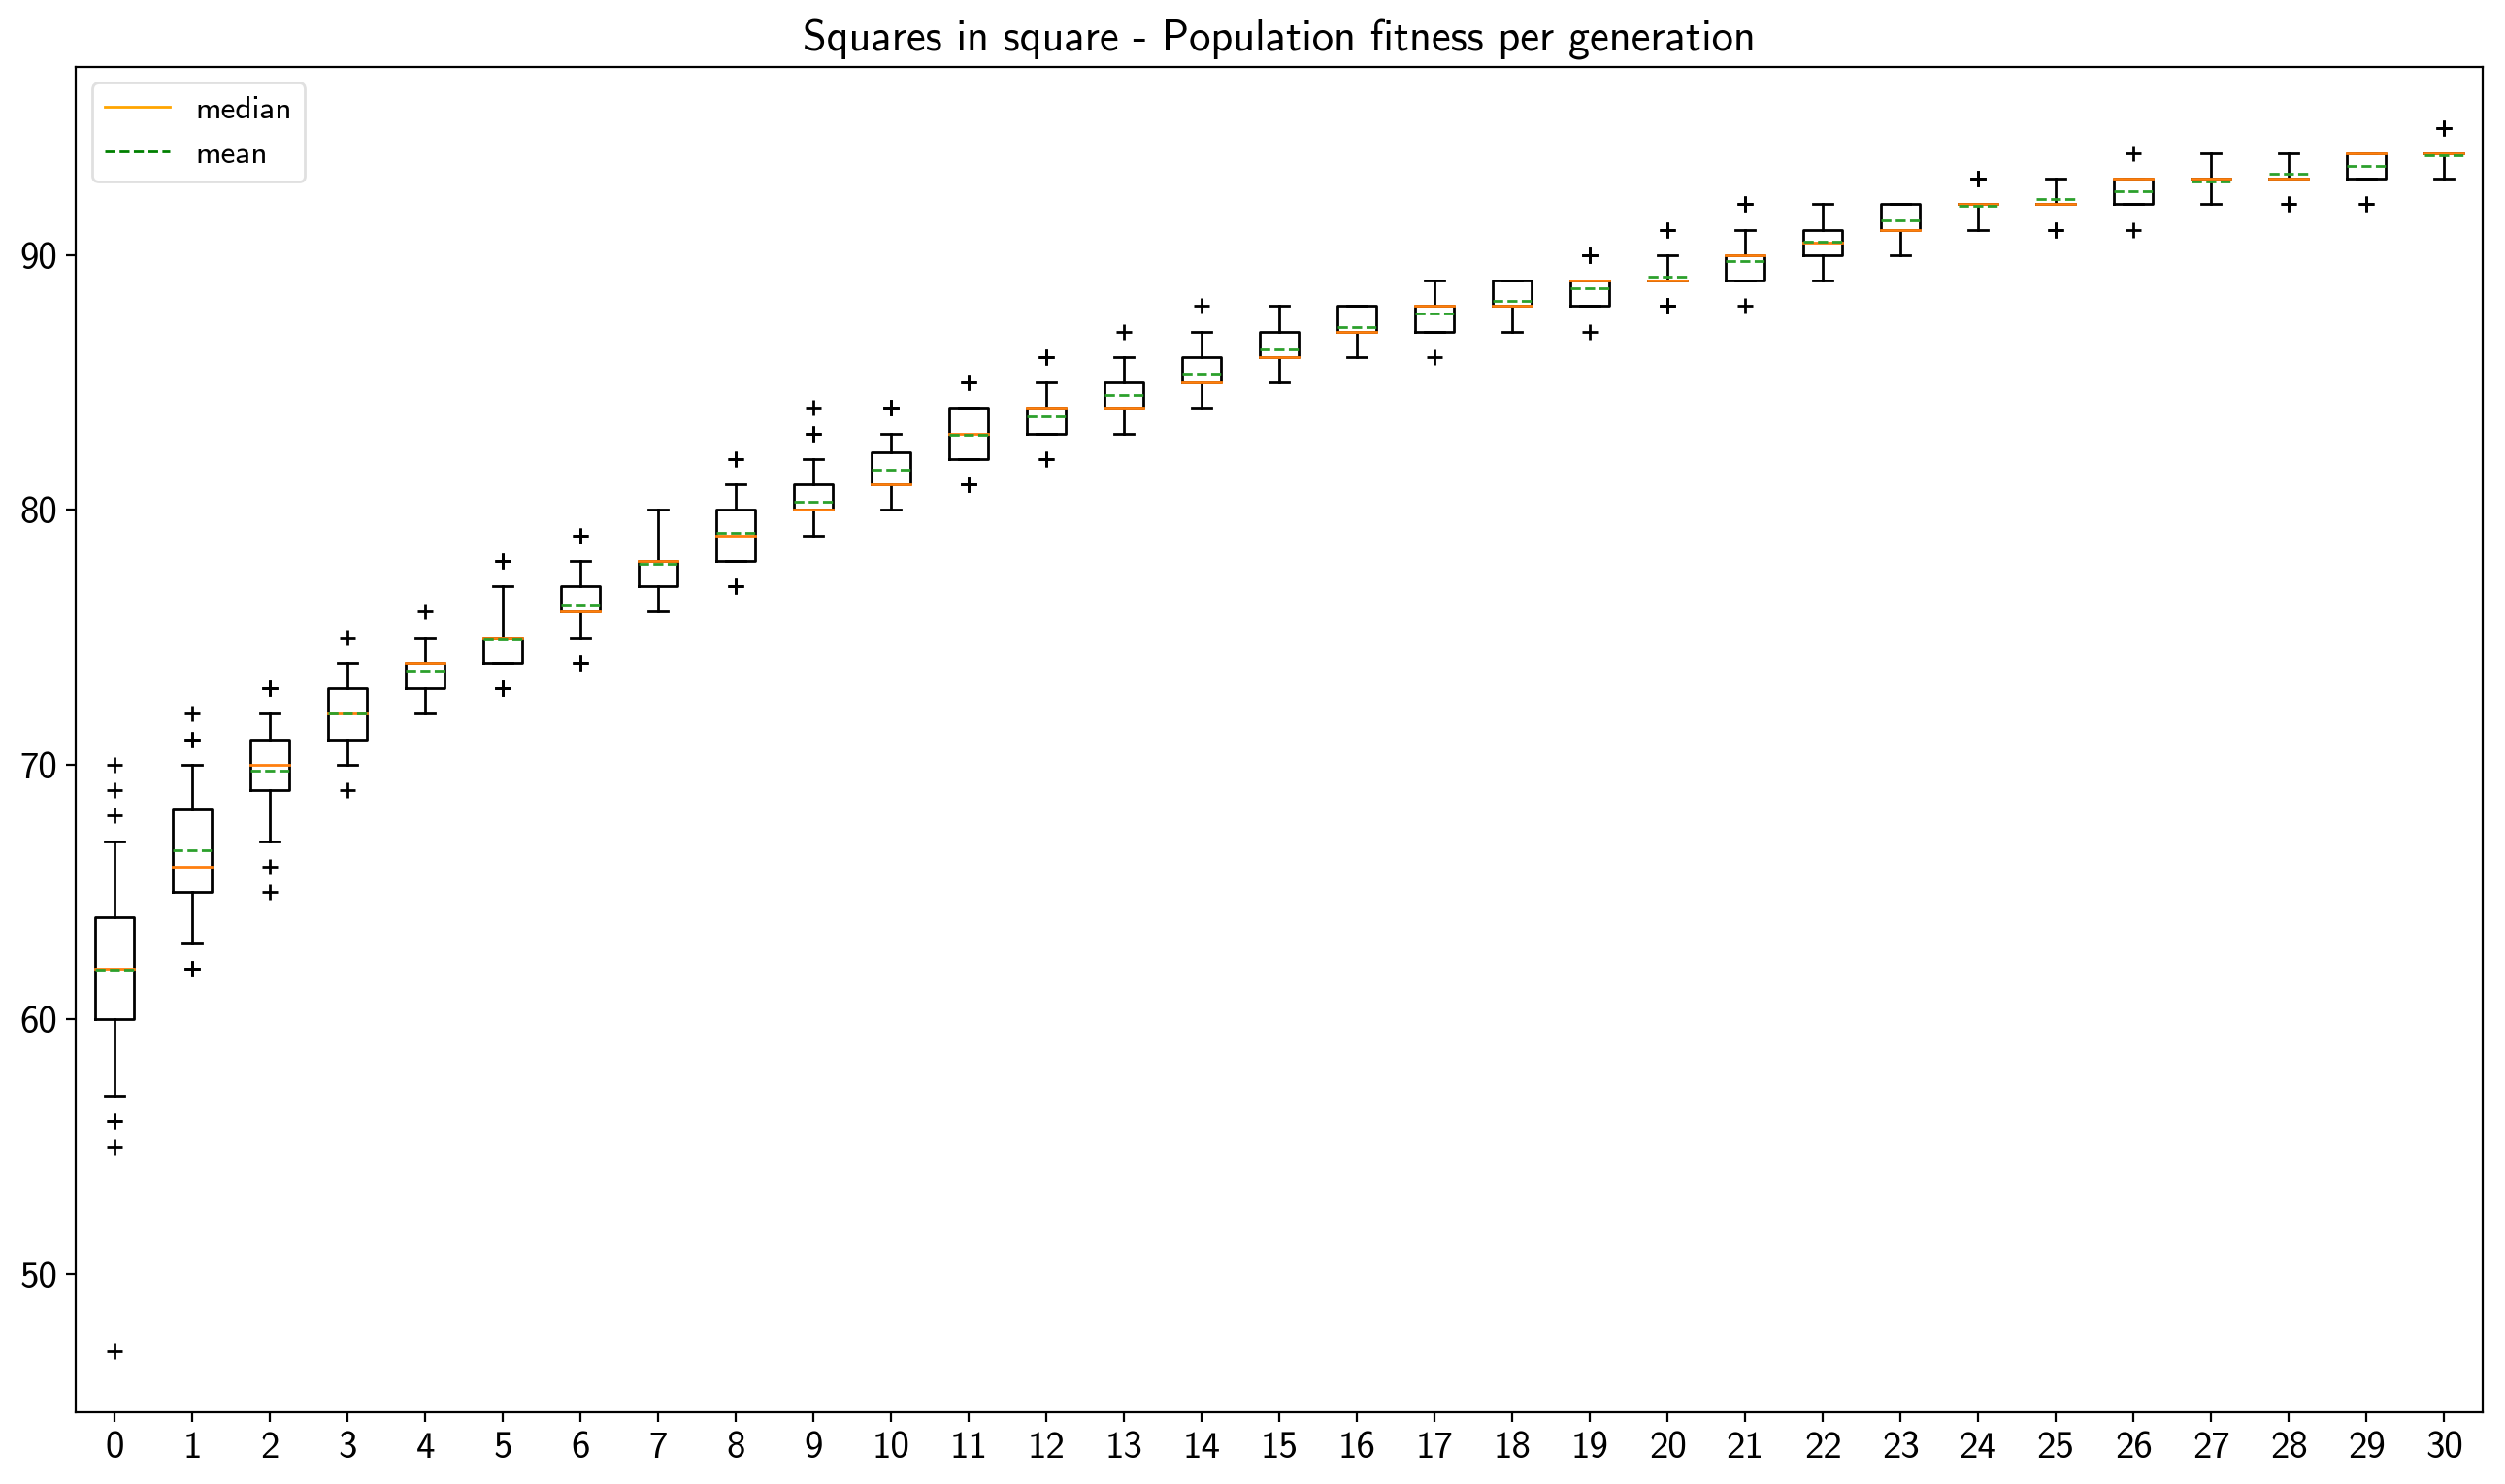 Squares in square - Population fitness per generation
median
mean
90
80
70
60
50
0 1 2 3 4 5 6 7 8 9 10 11 12 13 14 15 16 17 18 19 20 21 22 23 24 25 26 27 28 29 30